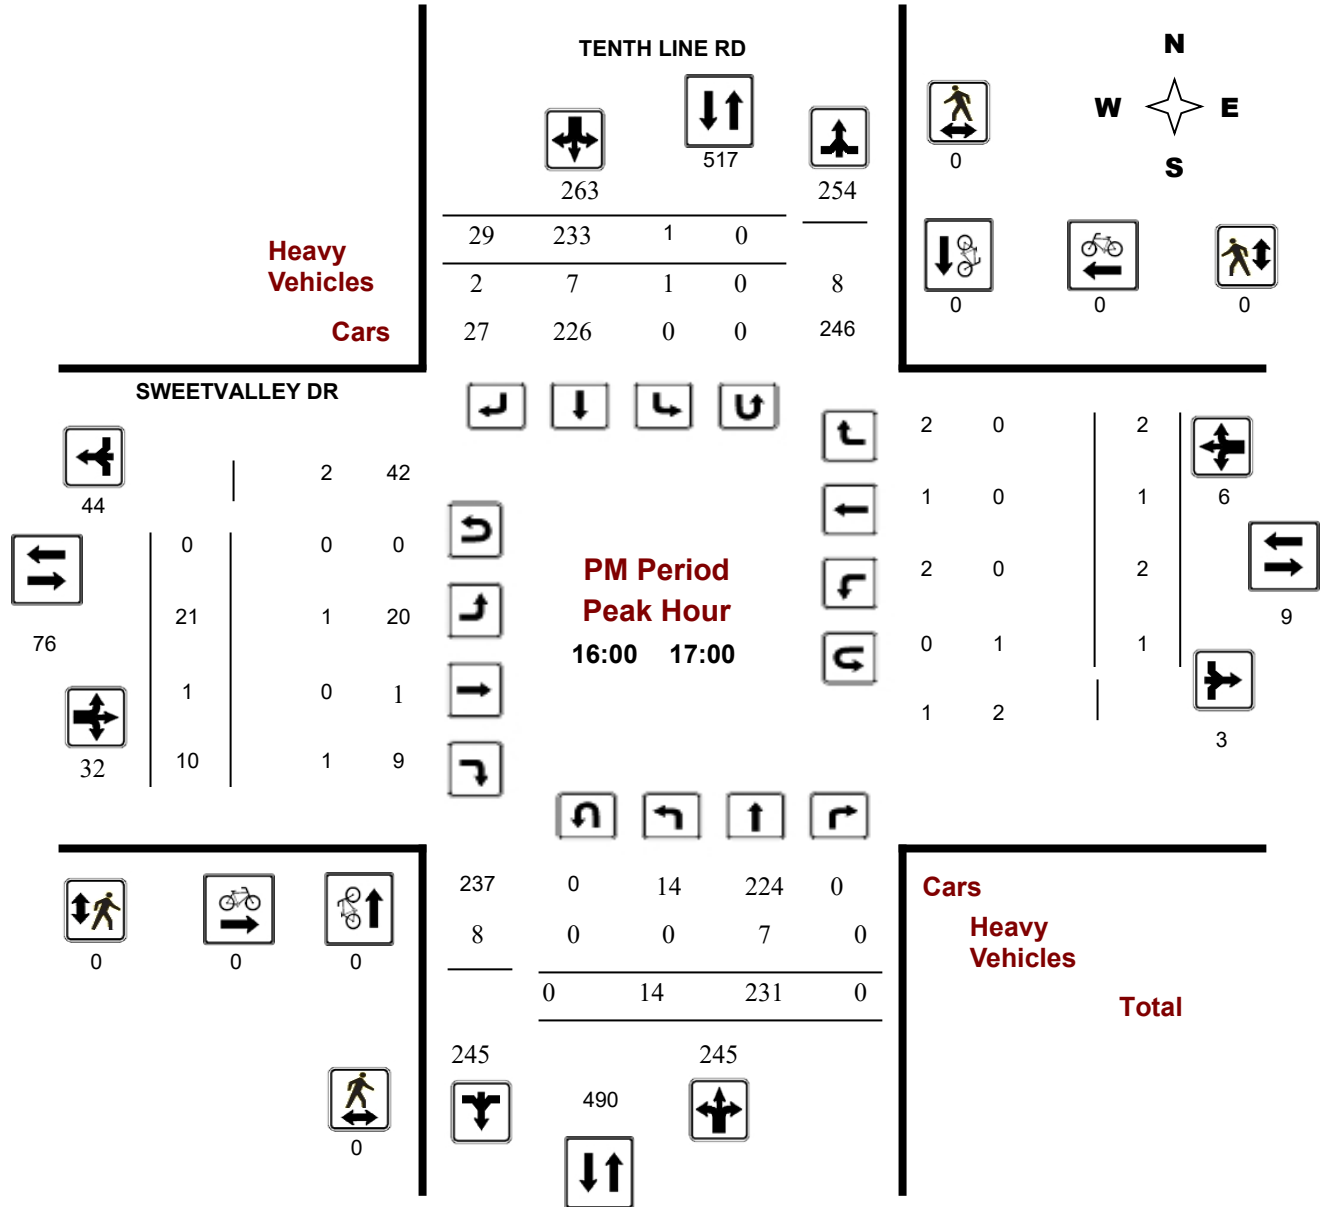 TENTH LINE RD
N
W E
S
517
0
263 254
29 233 1 0
Heavy
Vehicles
2 7 1 0 8
0 0 0
Cars
27 226 0 0 246
SWEETVALLEY DR
2 0 2
2 42
44
1 0 1 6
0 0 0
PM Period
2 0 2
Peak Hour
21 1 20
9
76
16:00 17:00
0 1 1
1 0 1
1 2
3
32 10 1 9
237 0 14 224 0
Cars
8 0 0 7 0
Heavy
Vehicles
0 0 0
0 14 231 0
Total
245 245
490
0